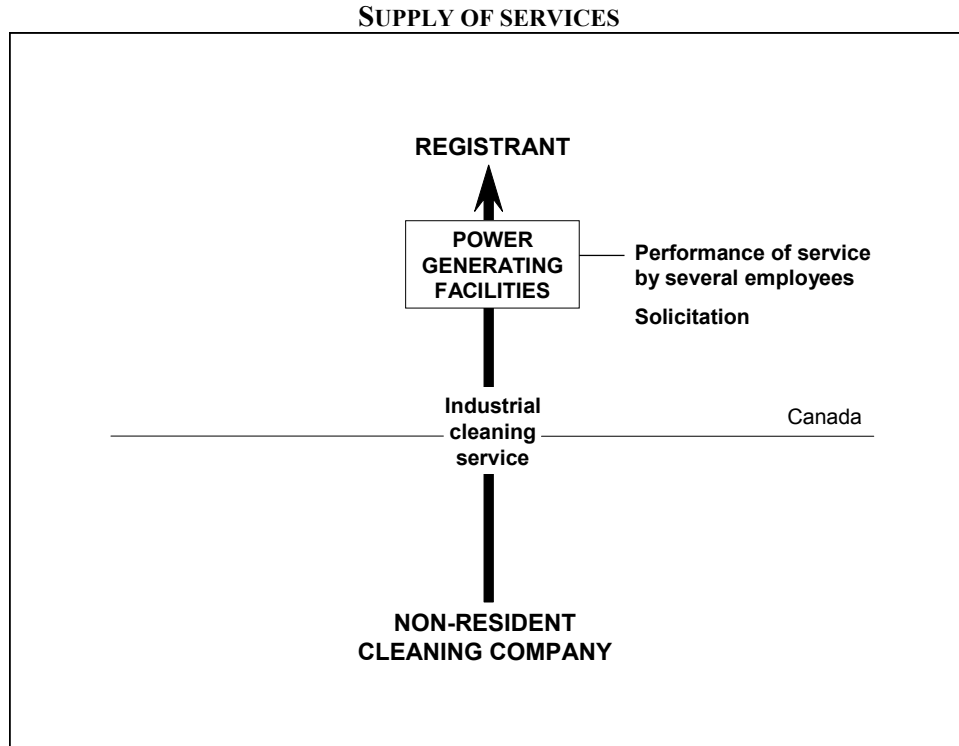 SUPPLY OF SERVICES
REGISTRANT
POWER
GENERATING
FACILITIES
Performance of service
by several employees
Solicitation
Industrial
cleaning
service
Canada
NON-RESIDENT
CLEANING COMPANY